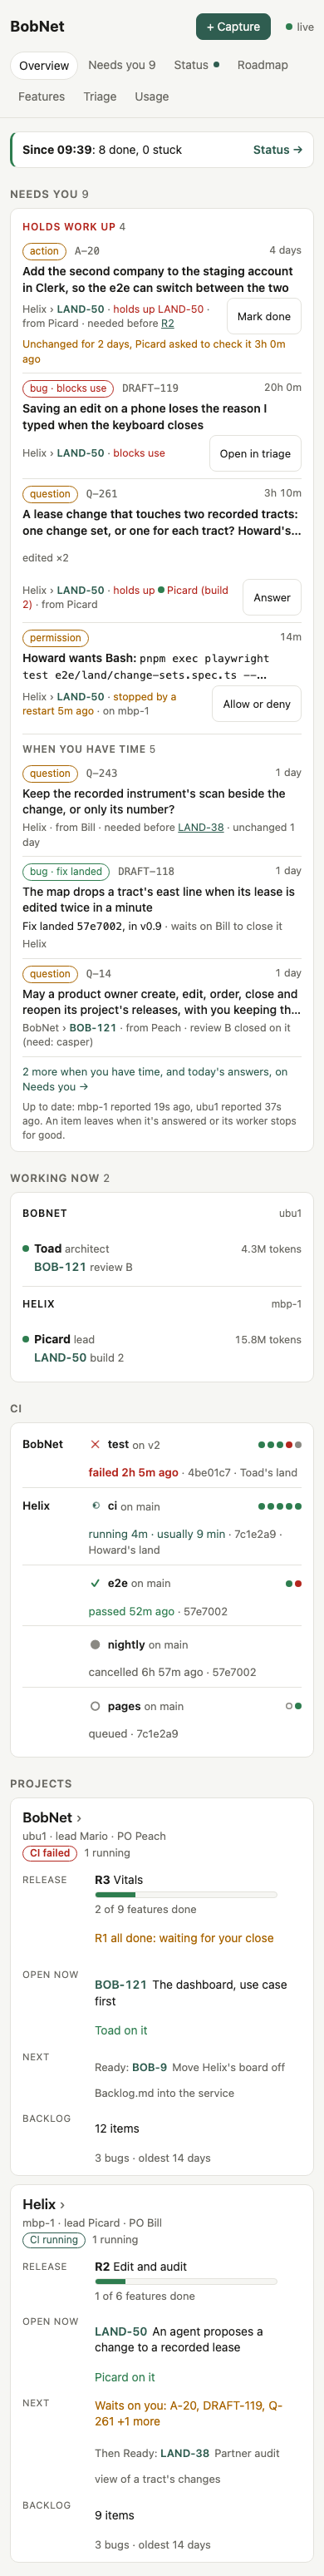 BobNet
+ Capture
live
Overview
Needs you 9
Status
Roadmap
Features
Triage
Usage
Since 09:39: 8 done, 0 stuck
Status →
NEEDS YOU 9
HOLDS WORK UP 4
action A-20 4 days
Add the second company to the staging account
in Clerk, so the e2e can switch between the two
Helix › LAND-50 · holds up LAND-50 ·
from Picard · needed before R2
Mark done
Unchanged for 2 days, Picard asked to check it 3h 0m
ago
bug · blocks use DRAFT-119 20h 0m
Saving an edit on a phone loses the reason I
typed when the keyboard closes
Helix › LAND-50 · blocks use
Open in triage
question Q-261 3h 10m
A lease change that touches two recorded tracts:
one change set, or one for each tract? Howard's...
edited ×2
Helix › LAND-50 · holds up Picard (build
2) · from Picard
Answer
permission 14m
Howard wants Bash: pnpm exec playwright
test e2e/land/change-sets.spec.ts --...
Helix › LAND-50 · stopped by a
restart 5m ago · on mbp-1
Allow or deny
WHEN YOU HAVE TIME 5
question Q-243 1 day
Keep the recorded instrument's scan beside the
change, or only its number?
Helix · from Bill · needed before LAND-38 · unchanged 1
day
bug · fix landed DRAFT-118 1 day
The map drops a tract's east line when its lease is
edited twice in a minute
Fix landed 57e7002, in v0.9 · waits on Bill to close it
Helix
question Q-14 1 day
May a product owner create, edit, order, close and
reopen its project's releases, with you keeping th...
BobNet › BOB-121 · from Peach · review B closed on it
(need: casper)
2 more when you have time, and today's answers, on
Needs you →
Up to date: mbp-1 reported 19s ago, ubu1 reported 37s
ago. An item leaves when it's answered or its worker stops
for good.
WORKING NOW 2
BOBNET ubu1
Toad architect 4.3M tokens
BOB-121 review B
HELIX mbp-1
Picard lead 15.8M tokens
LAND-50 build 2
CI
BobNet test on v2
failed 2h 5m ago · 4be01c7 · Toad's land
Helix ci on main
running 4m · usually 9 min · 7c1e2a9 ·
Howard's land
e2e on main
passed 52m ago · 57e7002
nightly on main
cancelled 6h 57m ago · 57e7002
pages on main
queued · 7c1e2a9
PROJECTS
BobNet ›
ubu1 · lead Mario · PO Peach
CI failed 1 running
RELEASE R3 Vitals
2 of 9 features done
R1 all done: waiting for your close
OPEN NOW
BOB-121 The dashboard, use case
first
Toad on it
NEXT
Ready: BOB-9 Move Helix's board off
Backlog.md into the service
BACKLOG
12 items
3 bugs · oldest 14 days
Helix ›
mbp-1 · lead Picard · PO Bill
CI running 1 running
RELEASE R2 Edit and audit
1 of 6 features done
OPEN NOW
LAND-50 An agent proposes a
change to a recorded lease
Picard on it
NEXT
Waits on you: A-20, DRAFT-119, Q-
261 +1 more
Then Ready: LAND-38 Partner audit
view of a tract's changes
BACKLOG
9 items
3 bugs · oldest 14 days